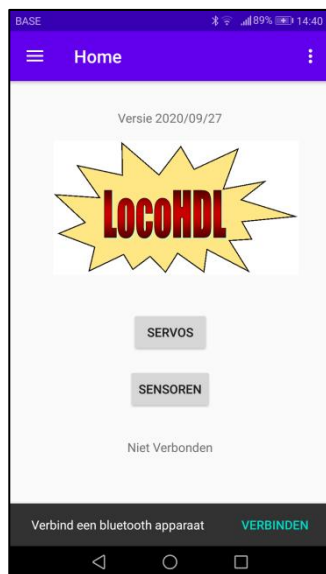 BASE 89% 14:40
Home
Versie 2020/09/27
LOCOHDL
SERVOS
SENSOREN
Niet Verbonden
Verbind een bluetooth apparaat VERBINDEN